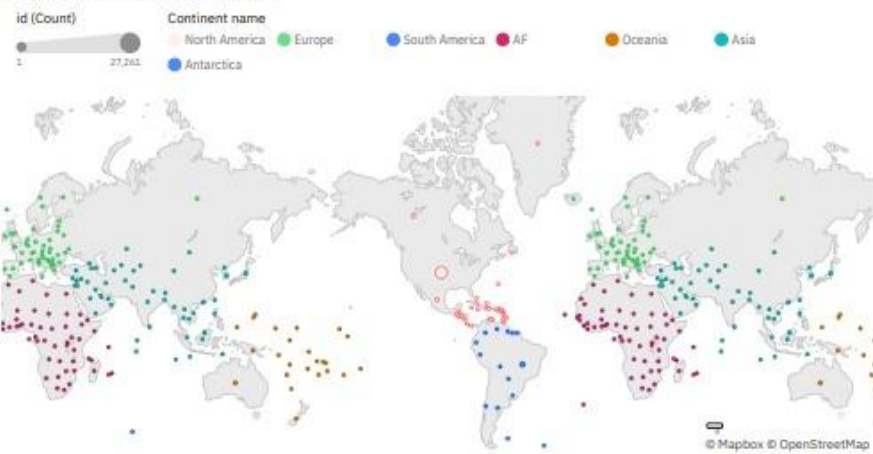 id (Count)
1 27,261
Continent name
North America Europe South America AF Oceania Asia
Antarctica
© Mapbox © OpenStreetMap